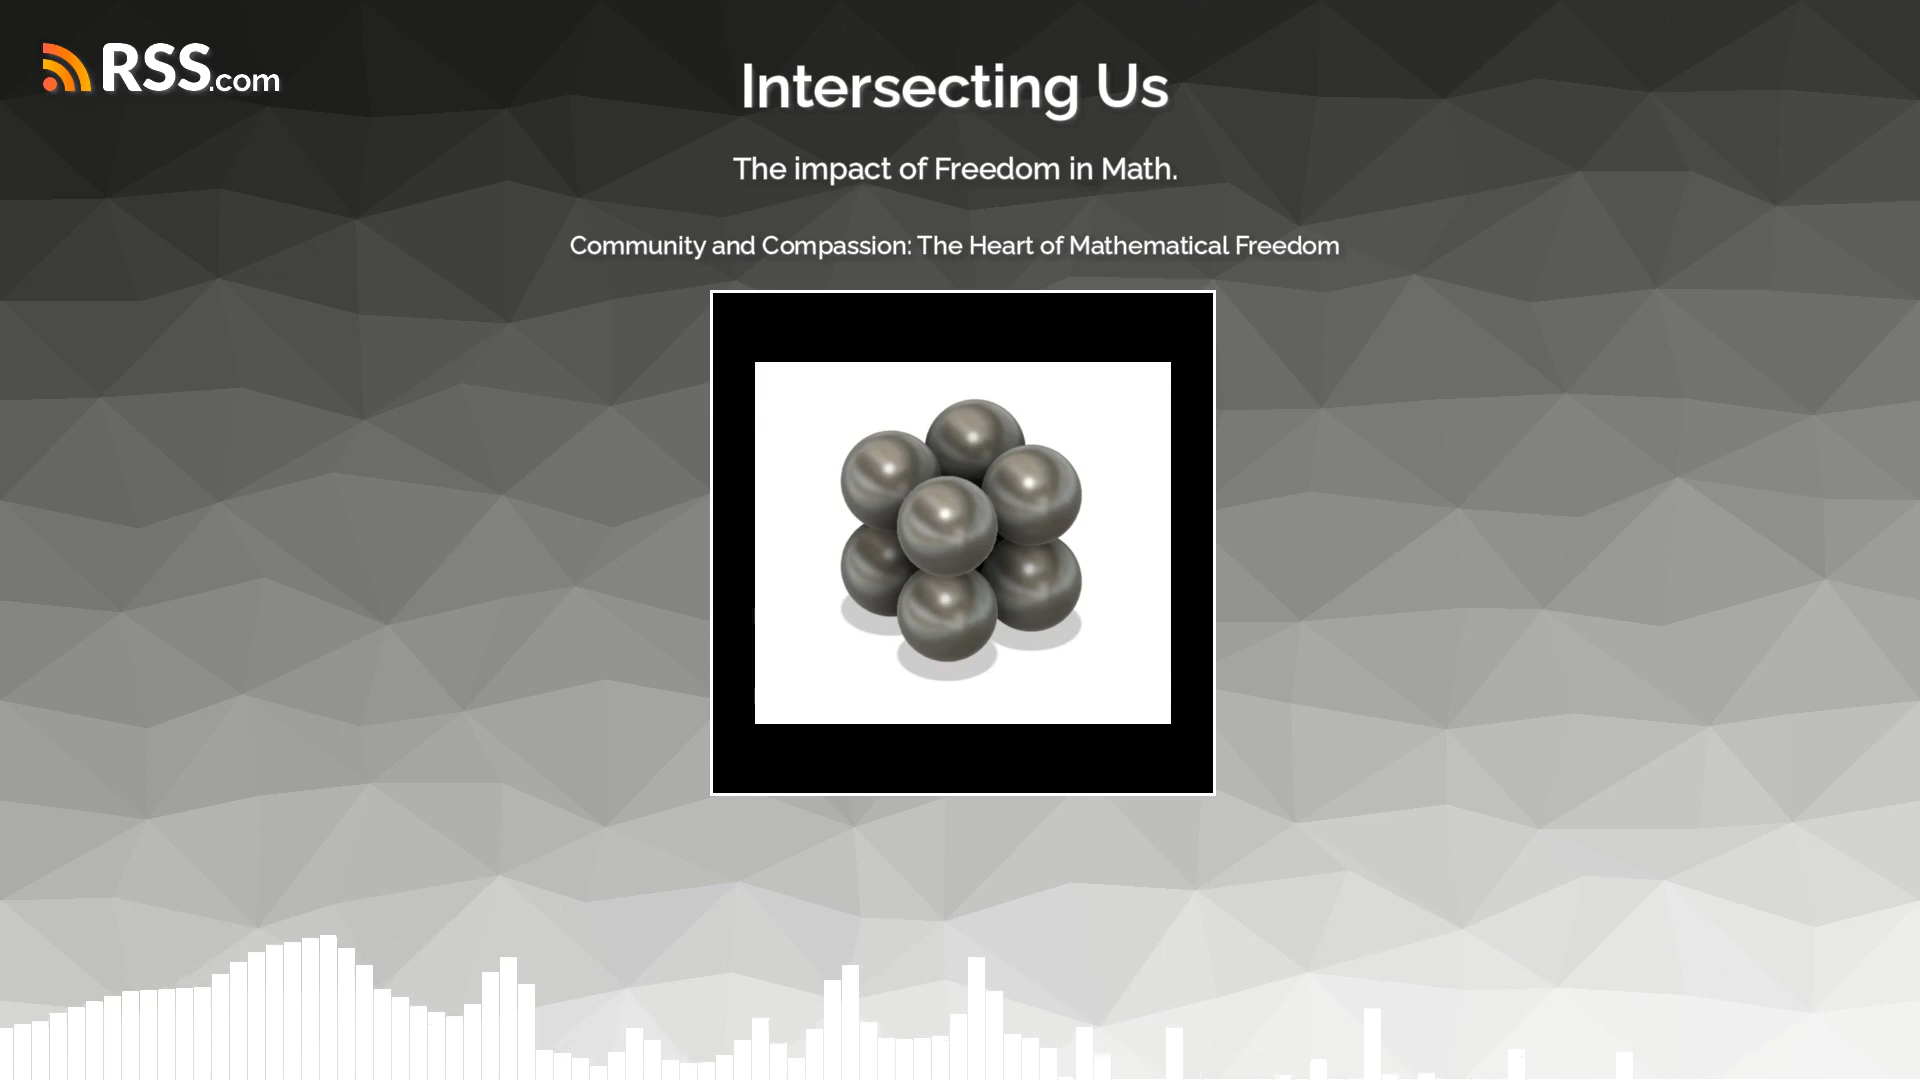 RSS.com
Intersecting Us
The impact of Freedom in Math.
Community and Compassion: The Heart of Mathematical Freedom